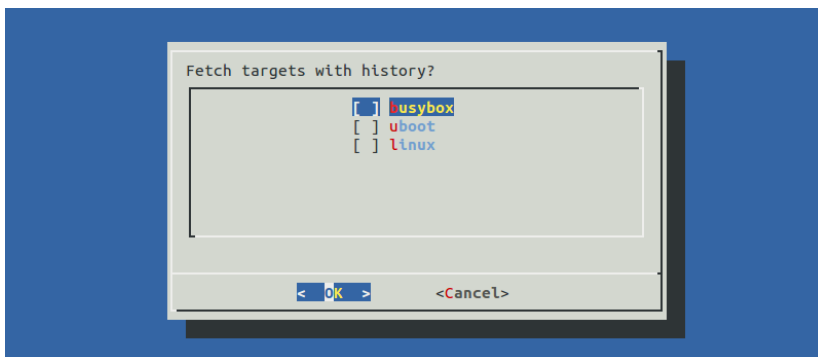 Fetch targets with history?
[ ] busybox
[ ] uboot
[ ] linux
< OK > <Cancel>